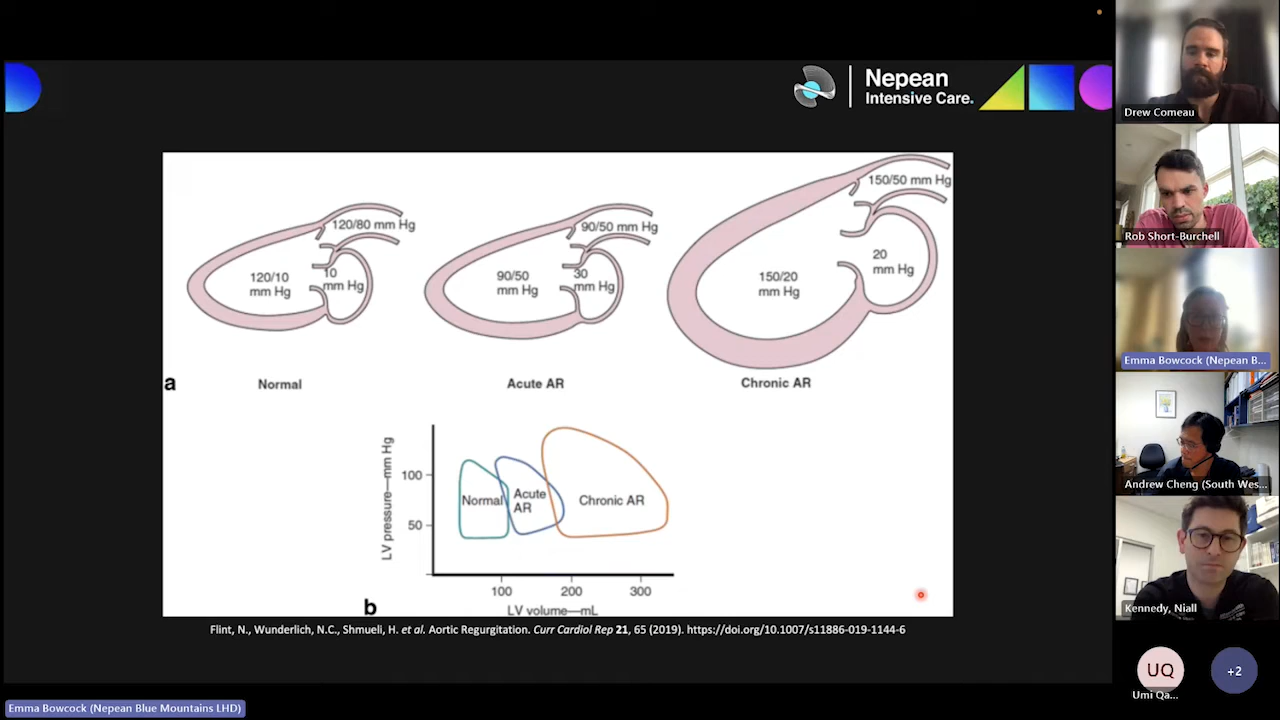 Nepean
Intensive Care.
120/80 mm Hg
120/10
mm Hg
10
mm Hg
Normal
90/50 mm Hg
90/50
mm Hg
30
mm Hg
Acute AR
150/50 mm Hg
150/20
mm Hg
20
mm Hg
Chronic AR
a
LV pressure—mm Hg
100
50
Normal
Acute
AR
Chronic AR
100
200
300
LV volume—mL
b
Flint, N., Wunderlich, N.C., Shmueli, H. et al. Aortic Regurgitation. Curr Cardiol Rep 21, 65 (2019). https://doi.org/10.1007/s11886-019-1144-6
Emma Bowcock (Nepean Blue Mountains LHD)
Drew Comeau
Rob Short-Burchell
Emma Bowcock (Nepean B...
Andrew Cheng (South Wes...
Kennedy, Niall
UQ
Umi Qa...
+2